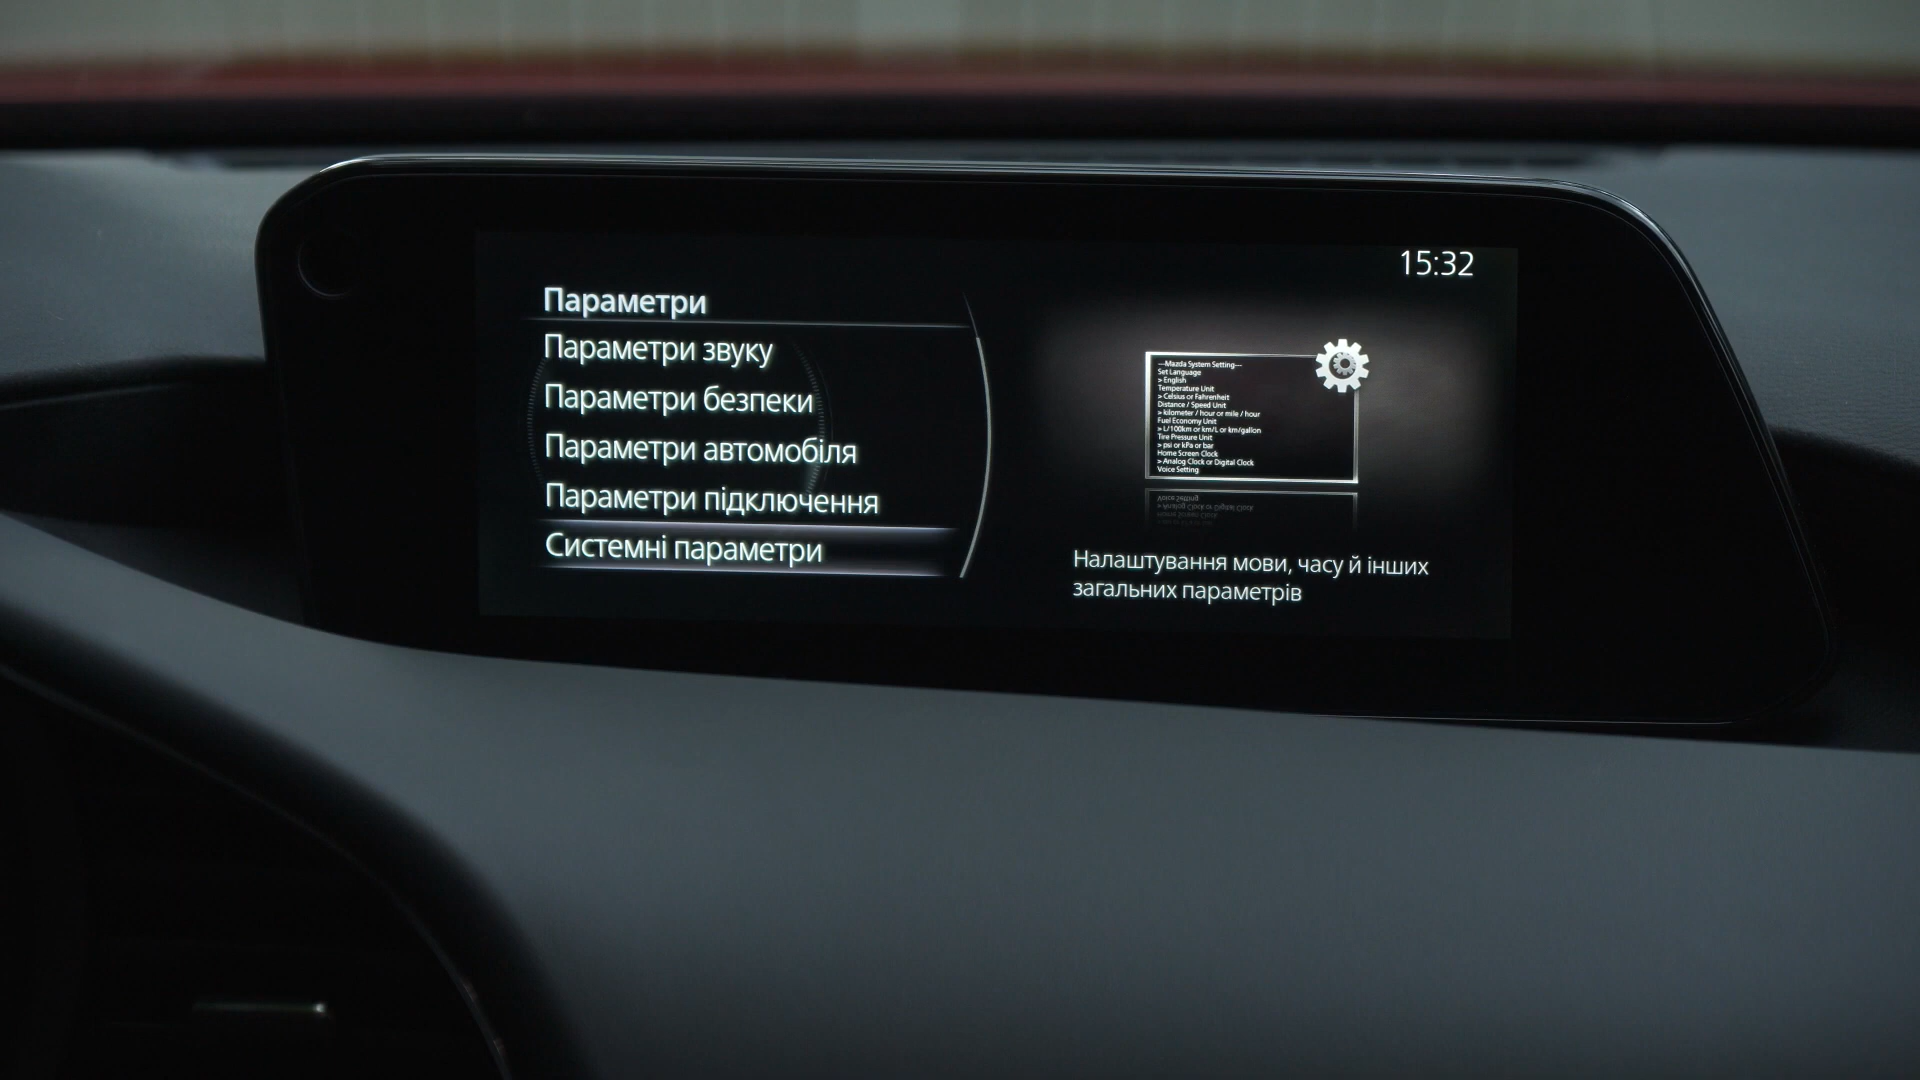 15:32
Параметри
Параметри звуку
Параметри безпеки
Параметри автомобіля
Параметри підключення
Системні параметри
---Mazda System Setting---
Set Language
> English
Temperature Unit
> Celsius or Fahrenheit
Distance / Speed Unit
> kilometer / hour or mile / hour
Fuel Economy Unit
> L/100km or km/L or km/gallon
Tire Pressure Unit
> psi or kPa or bar
Home Screen Clock
> Analog Clock or Digital Clock
Voice Setting
Налаштування мови, часу й інших
загальних параметрів